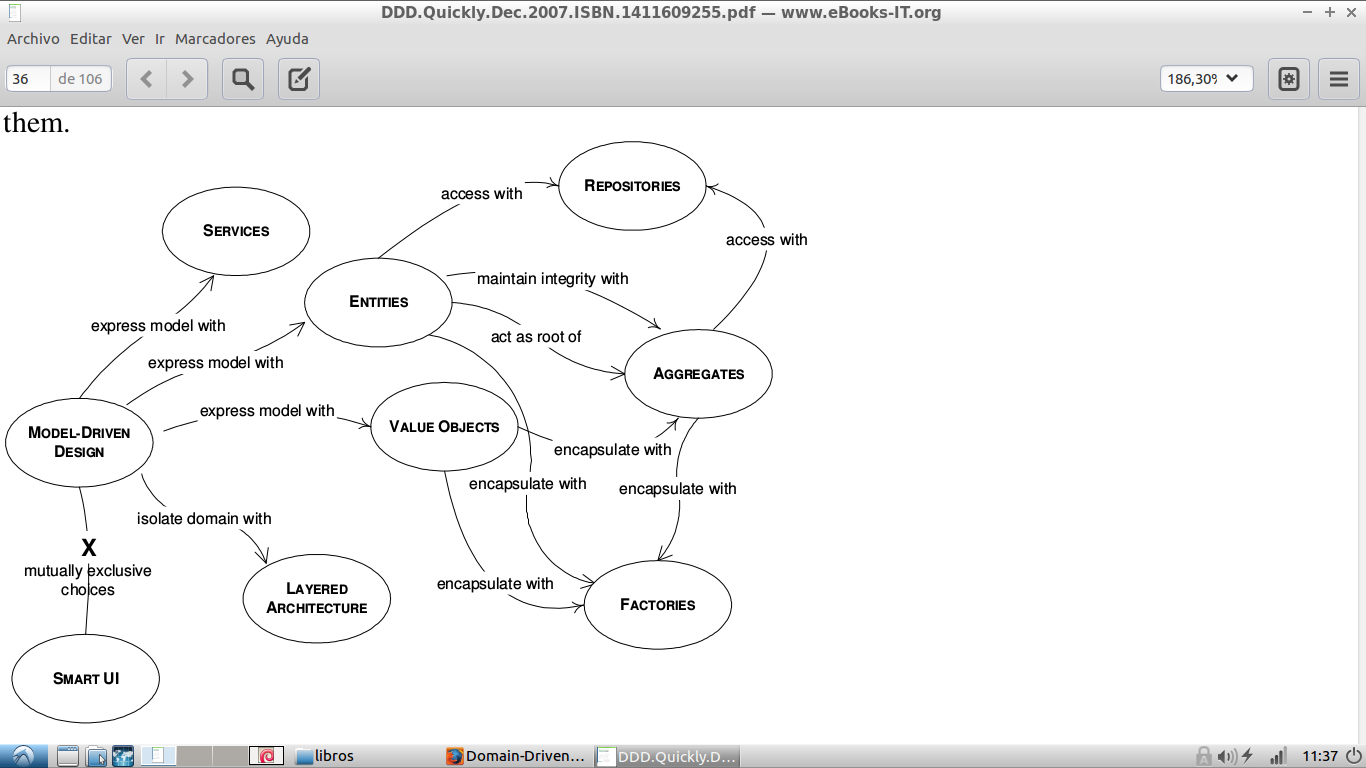 DDD.Quickly.Dec.2007.ISBN.1411609255.pdf — www.eBooks-IT.org
Archivo Editar Ver Ir Marcadores Ayuda
36 de 106
186,30%
them.
REPOSITORIES
access with
SERVICES
access with
maintain integrity with
ENTITIES
express model with
act as root of
express model with
AGGREGATES
express model with
VALUE OBJECTS
MODEL-DRIVEN
DESIGN
encapsulate with
encapsulate with
encapsulate with
isolate domain with
X
mutually exclusive
choices
encapsulate with
LAYERED
ARCHITECTURE
FACTORIES
SMART UI
libros
Domain-Driven...
DDD.Quickly.D...
11:37